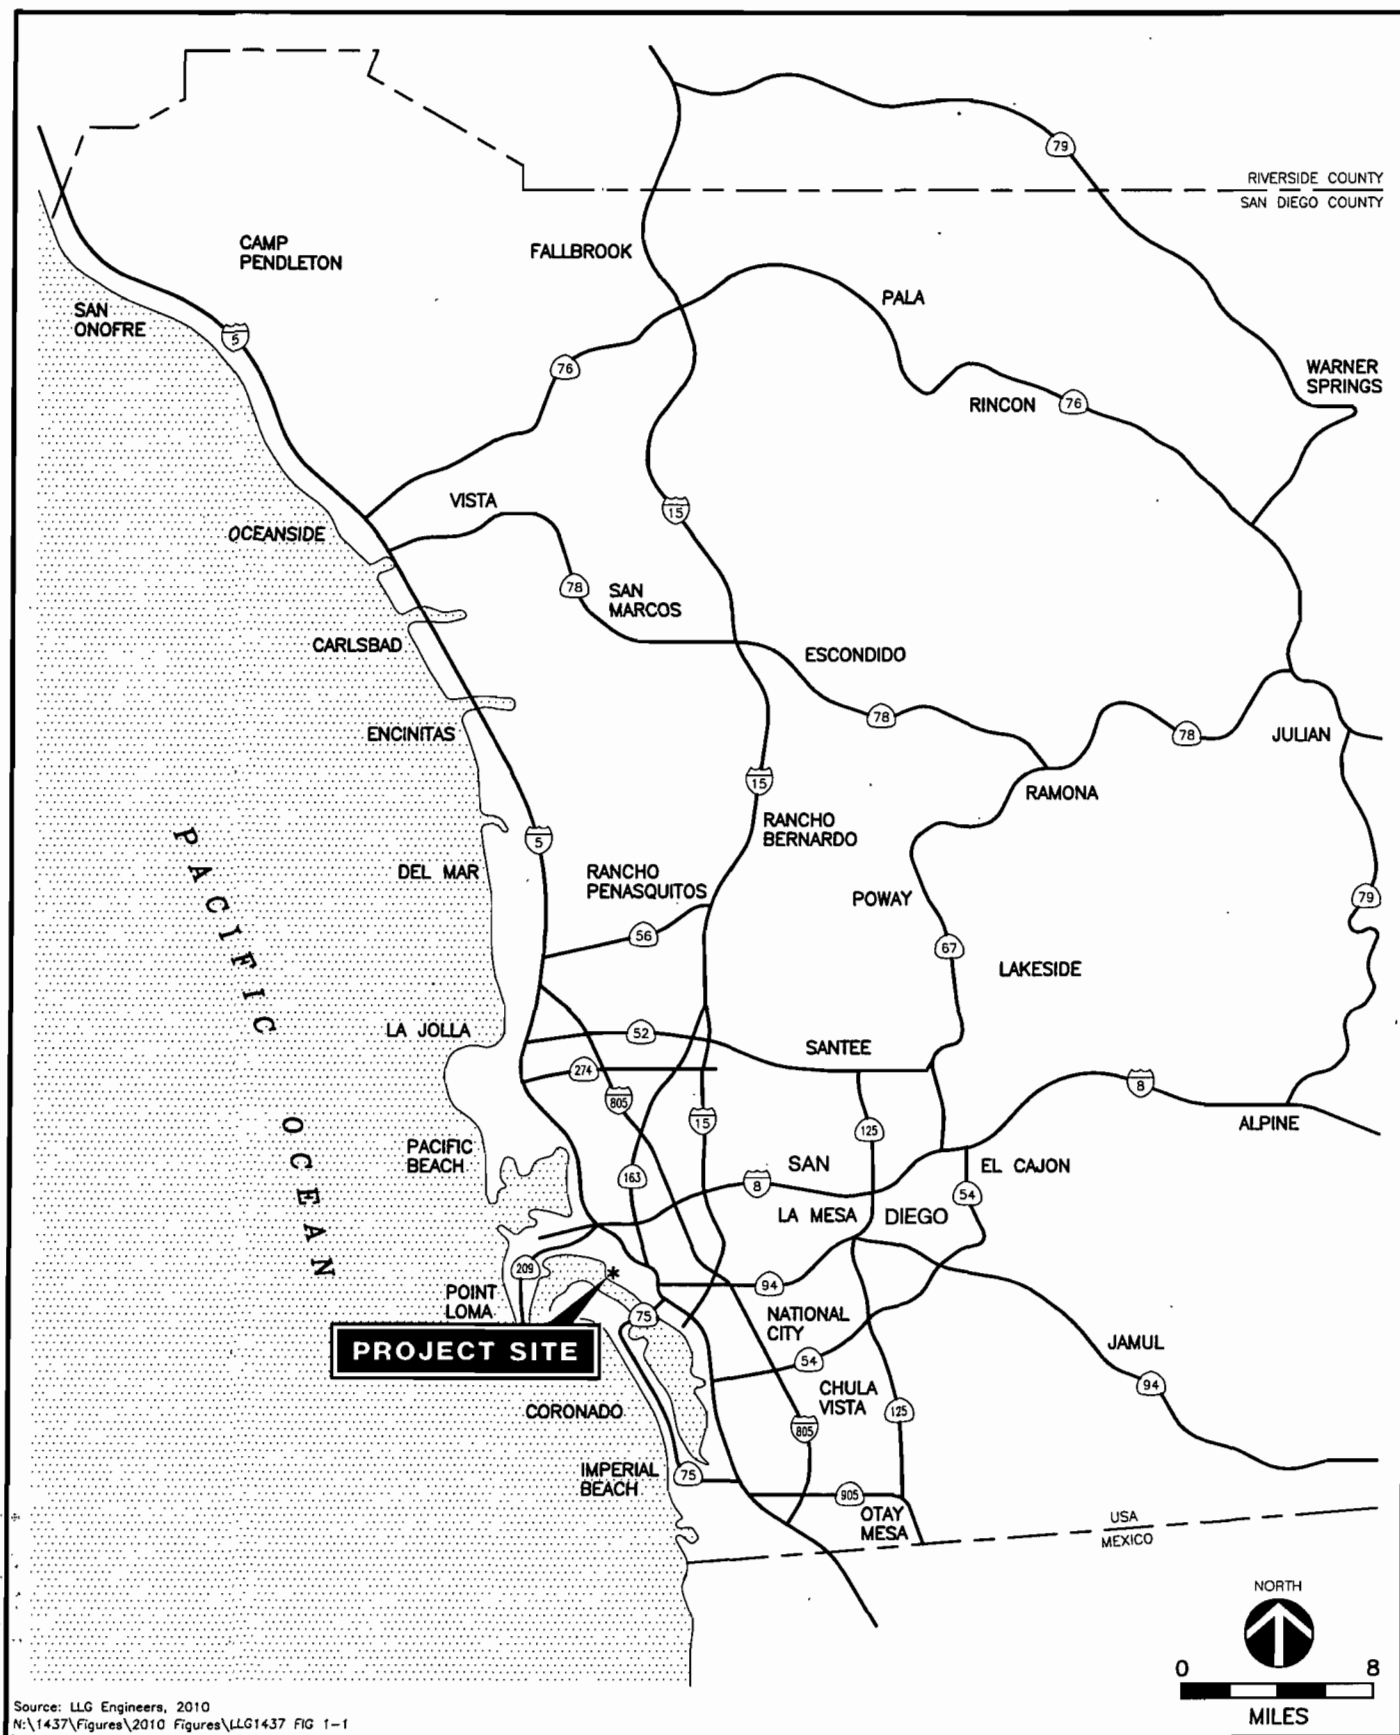 79
RIVERSIDE COUNTY
SAN DIEGO COUNTY
CAMP
PENDLETON
FALLBROOK
SAN
ONOFRE
5
PALA
76
WARNER
SPRINGS
RINCON
76
VISTA
15
OCEANSIDE
78
SAN
MARCOS
CARLSBAD
ESCONDIDO
78
ENCINITAS
78
JULIAN
15
RAMONA
5
RANCHO
BERNARDO
PACIFIC
OCEAN
DEL MAR
RANCHO
PENASQUITOS
POWAY
79
56
67
LAKESIDE
LA JOLLA
52
SANTEE
274
805
8
15
125
ALPINE
PACIFIC
BEACH
163
SAN
EL CAJON
8
54
LA MESA
DIEGO
209
*
POINT
LOMA
94
75
NATIONAL
CITY
PROJECT SITE
54
JAMUL
94
CHULA
VISTA
125
CORONADO
805
IMPERIAL
BEACH
75
905
OTAY
MESA
USA
MEXICO
NORTH
0 8
MILES
Source: LLG Engineers, 2010
N:\1437\Figures\2010 Figures\LLG1437 FIG 1-1